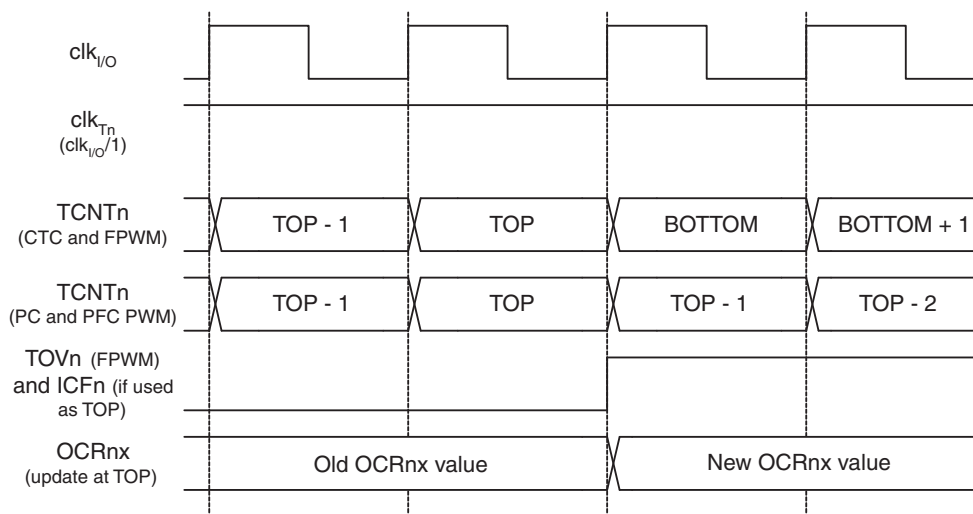 clkI/O
clkTn
(clkI/O/1)
TCNTn
(CTC and FPWM)
TOP - 1
TOP
BOTTOM
BOTTOM + 1
TCNTn
(PC and PFC PWM)
TOP - 1
TOP
TOP - 1
TOP - 2
TOVn (FPWM)
and ICFn (if used
as TOP)
OCRnx
(update at TOP)
Old OCRnx value
New OCRnx value